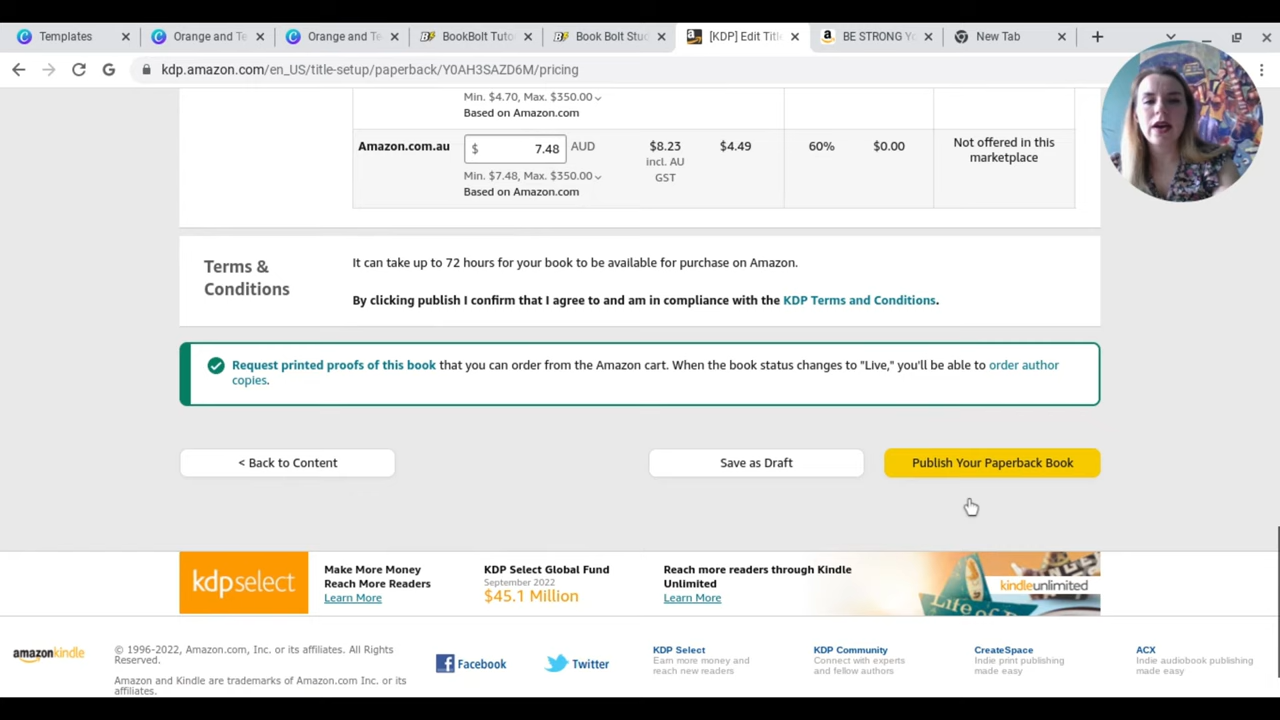 Templates
Orange and Te
Orange and Te
BookBolt Tuto
Book Bolt Stu
[KDP] Edit Titl
BE STRONG Yo
New Tab
kdp.amazon.com/en_US/title-setup/paperback/Y0AH3SAZD6M/pricing
Min. $4.70, Max. $350.00
Based on Amazon.com
Amazon.com.au
$ 7.48 AUD
$8.23
incl. AU
GST
$4.49
60%
$0.00
Not offered in this
marketplace
Min. $7.48, Max. $350.00
Based on Amazon.com
Terms &
Conditions
It can take up to 72 hours for your book to be available for purchase on Amazon.
By clicking publish I confirm that I agree to and am in compliance with the KDP Terms and Conditions.
Request printed proofs of this book that you can order from the Amazon cart. When the book status changes to "Live," you'll be able to order author
copies.
< Back to Content
Save as Draft
Publish Your Paperback Book
kdpselect
Make More Money
Reach More Readers
Learn More
KDP Select Global Fund
September 2022
$45.1 Million
Reach more readers through Kindle
Unlimited
Learn More
kindleunlimited
amazonkindle
© 1996-2022, Amazon.com, Inc. or its affiliates. All Rights
Reserved.
Amazon and Kindle are trademarks of Amazon.com Inc. or its
affiliates.
Facebook
Twitter
KDP Select
Earn more money and
reach new readers
KDP Community
Connect with experts
and fellow authors
CreateSpace
Indie print publishing
made easy
ACX
Indie audiobook publishing
made easy